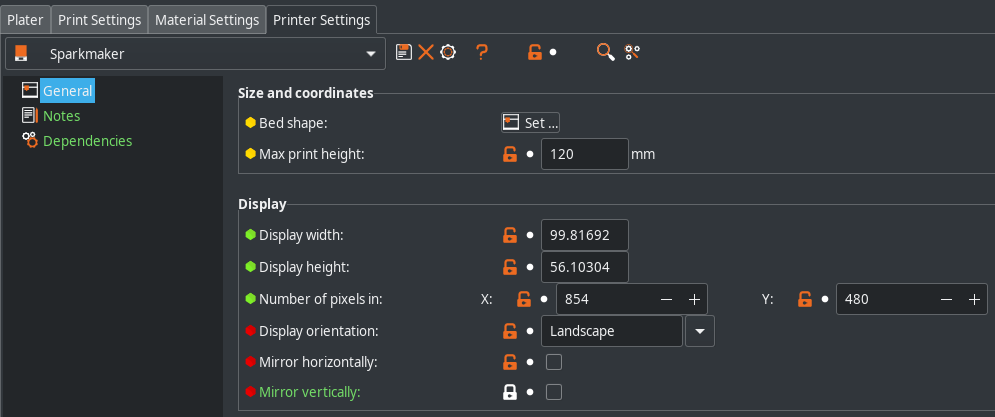 Plater Print Settings Material Settings Printer Settings
Sparkmaker ?
General
Notes
Dependencies
Size and coordinates
Bed shape: Set ...
Max print height: 120 mm
Display
Display width: 99.81692
Display height: 56.10304
Number of pixels in: X: 854 − + Y: 480 − +
Display orientation: Landscape
Mirror horizontally:
Mirror vertically: